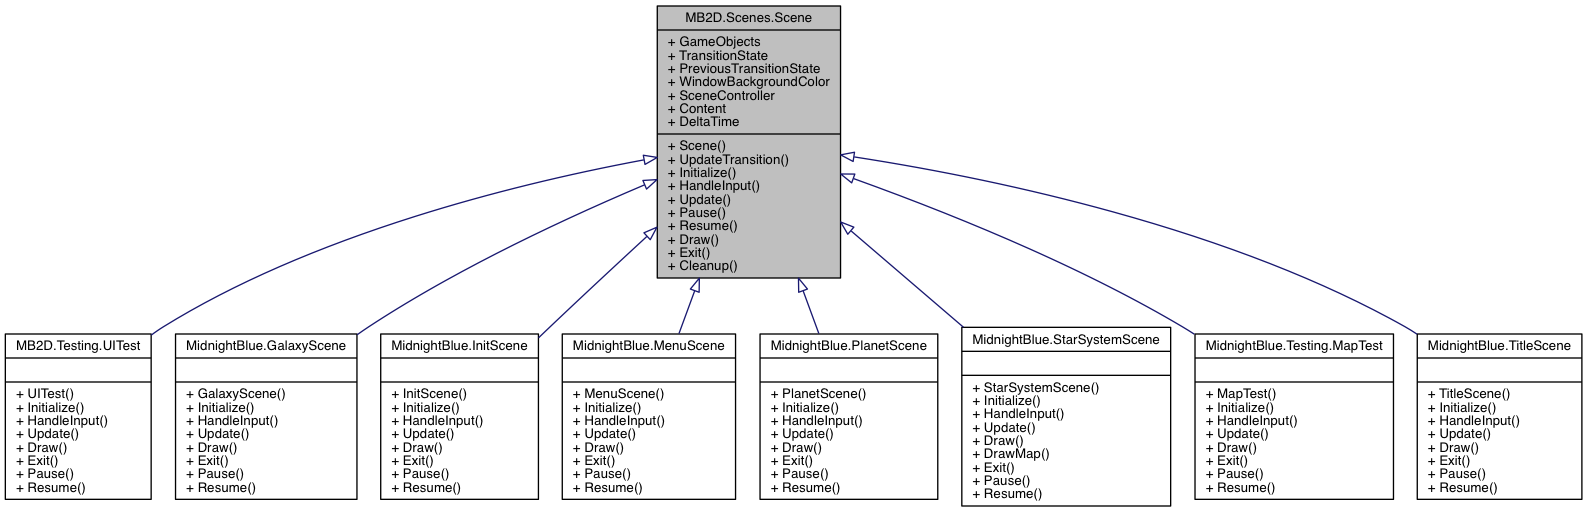 MB2D.Scenes.Scene
+ GameObjects
+ TransitionState
+ PreviousTransitionState
+ WindowBackgroundColor
+ SceneController
+ Content
+ DeltaTime
+ Scene()
+ UpdateTransition()
+ Initialize()
+ HandleInput()
+ Update()
+ Pause()
+ Resume()
+ Draw()
+ Exit()
+ Cleanup()
MB2D.Testing.UITest
+ UITest()
+ Initialize()
+ HandleInput()
+ Update()
+ Draw()
+ Exit()
+ Pause()
+ Resume()
MidnightBlue.GalaxyScene
+ GalaxyScene()
+ Initialize()
+ HandleInput()
+ Update()
+ Draw()
+ Exit()
+ Pause()
+ Resume()
MidnightBlue.InitScene
+ InitScene()
+ Initialize()
+ HandleInput()
+ Update()
+ Draw()
+ Exit()
+ Pause()
+ Resume()
MidnightBlue.MenuScene
+ MenuScene()
+ Initialize()
+ HandleInput()
+ Update()
+ Draw()
+ Exit()
+ Pause()
+ Resume()
MidnightBlue.PlanetScene
+ PlanetScene()
+ Initialize()
+ HandleInput()
+ Update()
+ Draw()
+ Exit()
+ Pause()
+ Resume()
MidnightBlue.StarSystemScene
+ StarSystemScene()
+ Initialize()
+ HandleInput()
+ Update()
+ Draw()
+ DrawMap()
+ Exit()
+ Pause()
+ Resume()
MidnightBlue.Testing.MapTest
+ MapTest()
+ Initialize()
+ HandleInput()
+ Update()
+ Draw()
+ Exit()
+ Pause()
+ Resume()
MidnightBlue.TitleScene
+ TitleScene()
+ Initialize()
+ HandleInput()
+ Update()
+ Draw()
+ Exit()
+ Pause()
+ Resume()